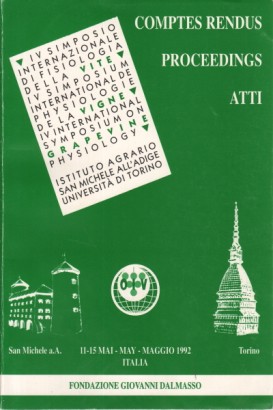 COMPTES RENDUS
PROCEEDINGS
ATTI
IV SIMPOSIO
INTERNAZIONALE
DI FISIOLOGIA
DELLA VITE
IV SYMPOSIUM
INTERNATIONAL DE
PHYSIOLOGIE
DE LA VIGNE
IV INTERNATIONAL
SYMPOSIUM ON
GRAPEVINE
PHYSIOLOGY
ISTITUTO AGRARIO
SAN MICHELE ALL'ADIGE
UNIVERSITÀ DI TORINO
OIV
San Michele a.A.
11-15 MAI - MAY - MAGGIO 1992
Torino
ITALIA
FONDAZIONE GIOVANNI DALMASSO